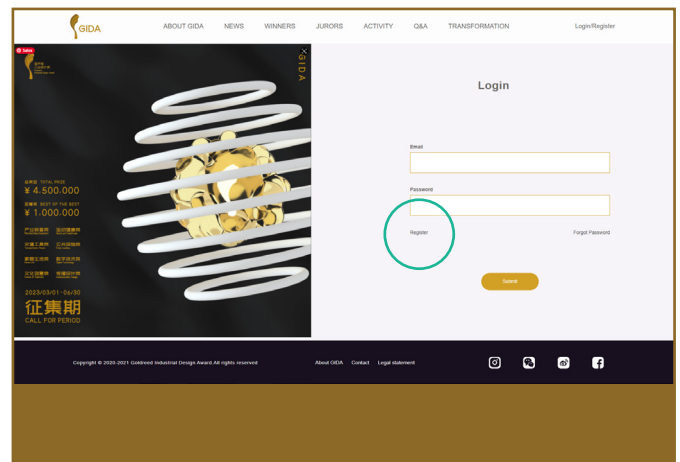 GIDA
ABOUT GIDA NEWS WINNERS JURORS ACTIVITY Q&A TRANSFORMATION Login/Register
Save
GIDA
Login
Email
Password
Register Forgot Password
Submit
总奖金 TOTAL PRIZE
¥ 4.500.000
BEST OF THE BEST
¥ 1.000.000
2023/03/01-06/30
征集期
CALL FOR PERIOD
Copyright © 2020-2021 Goldreed Industrial Design Award.All rights reserved About GIDA Contact Legal statement